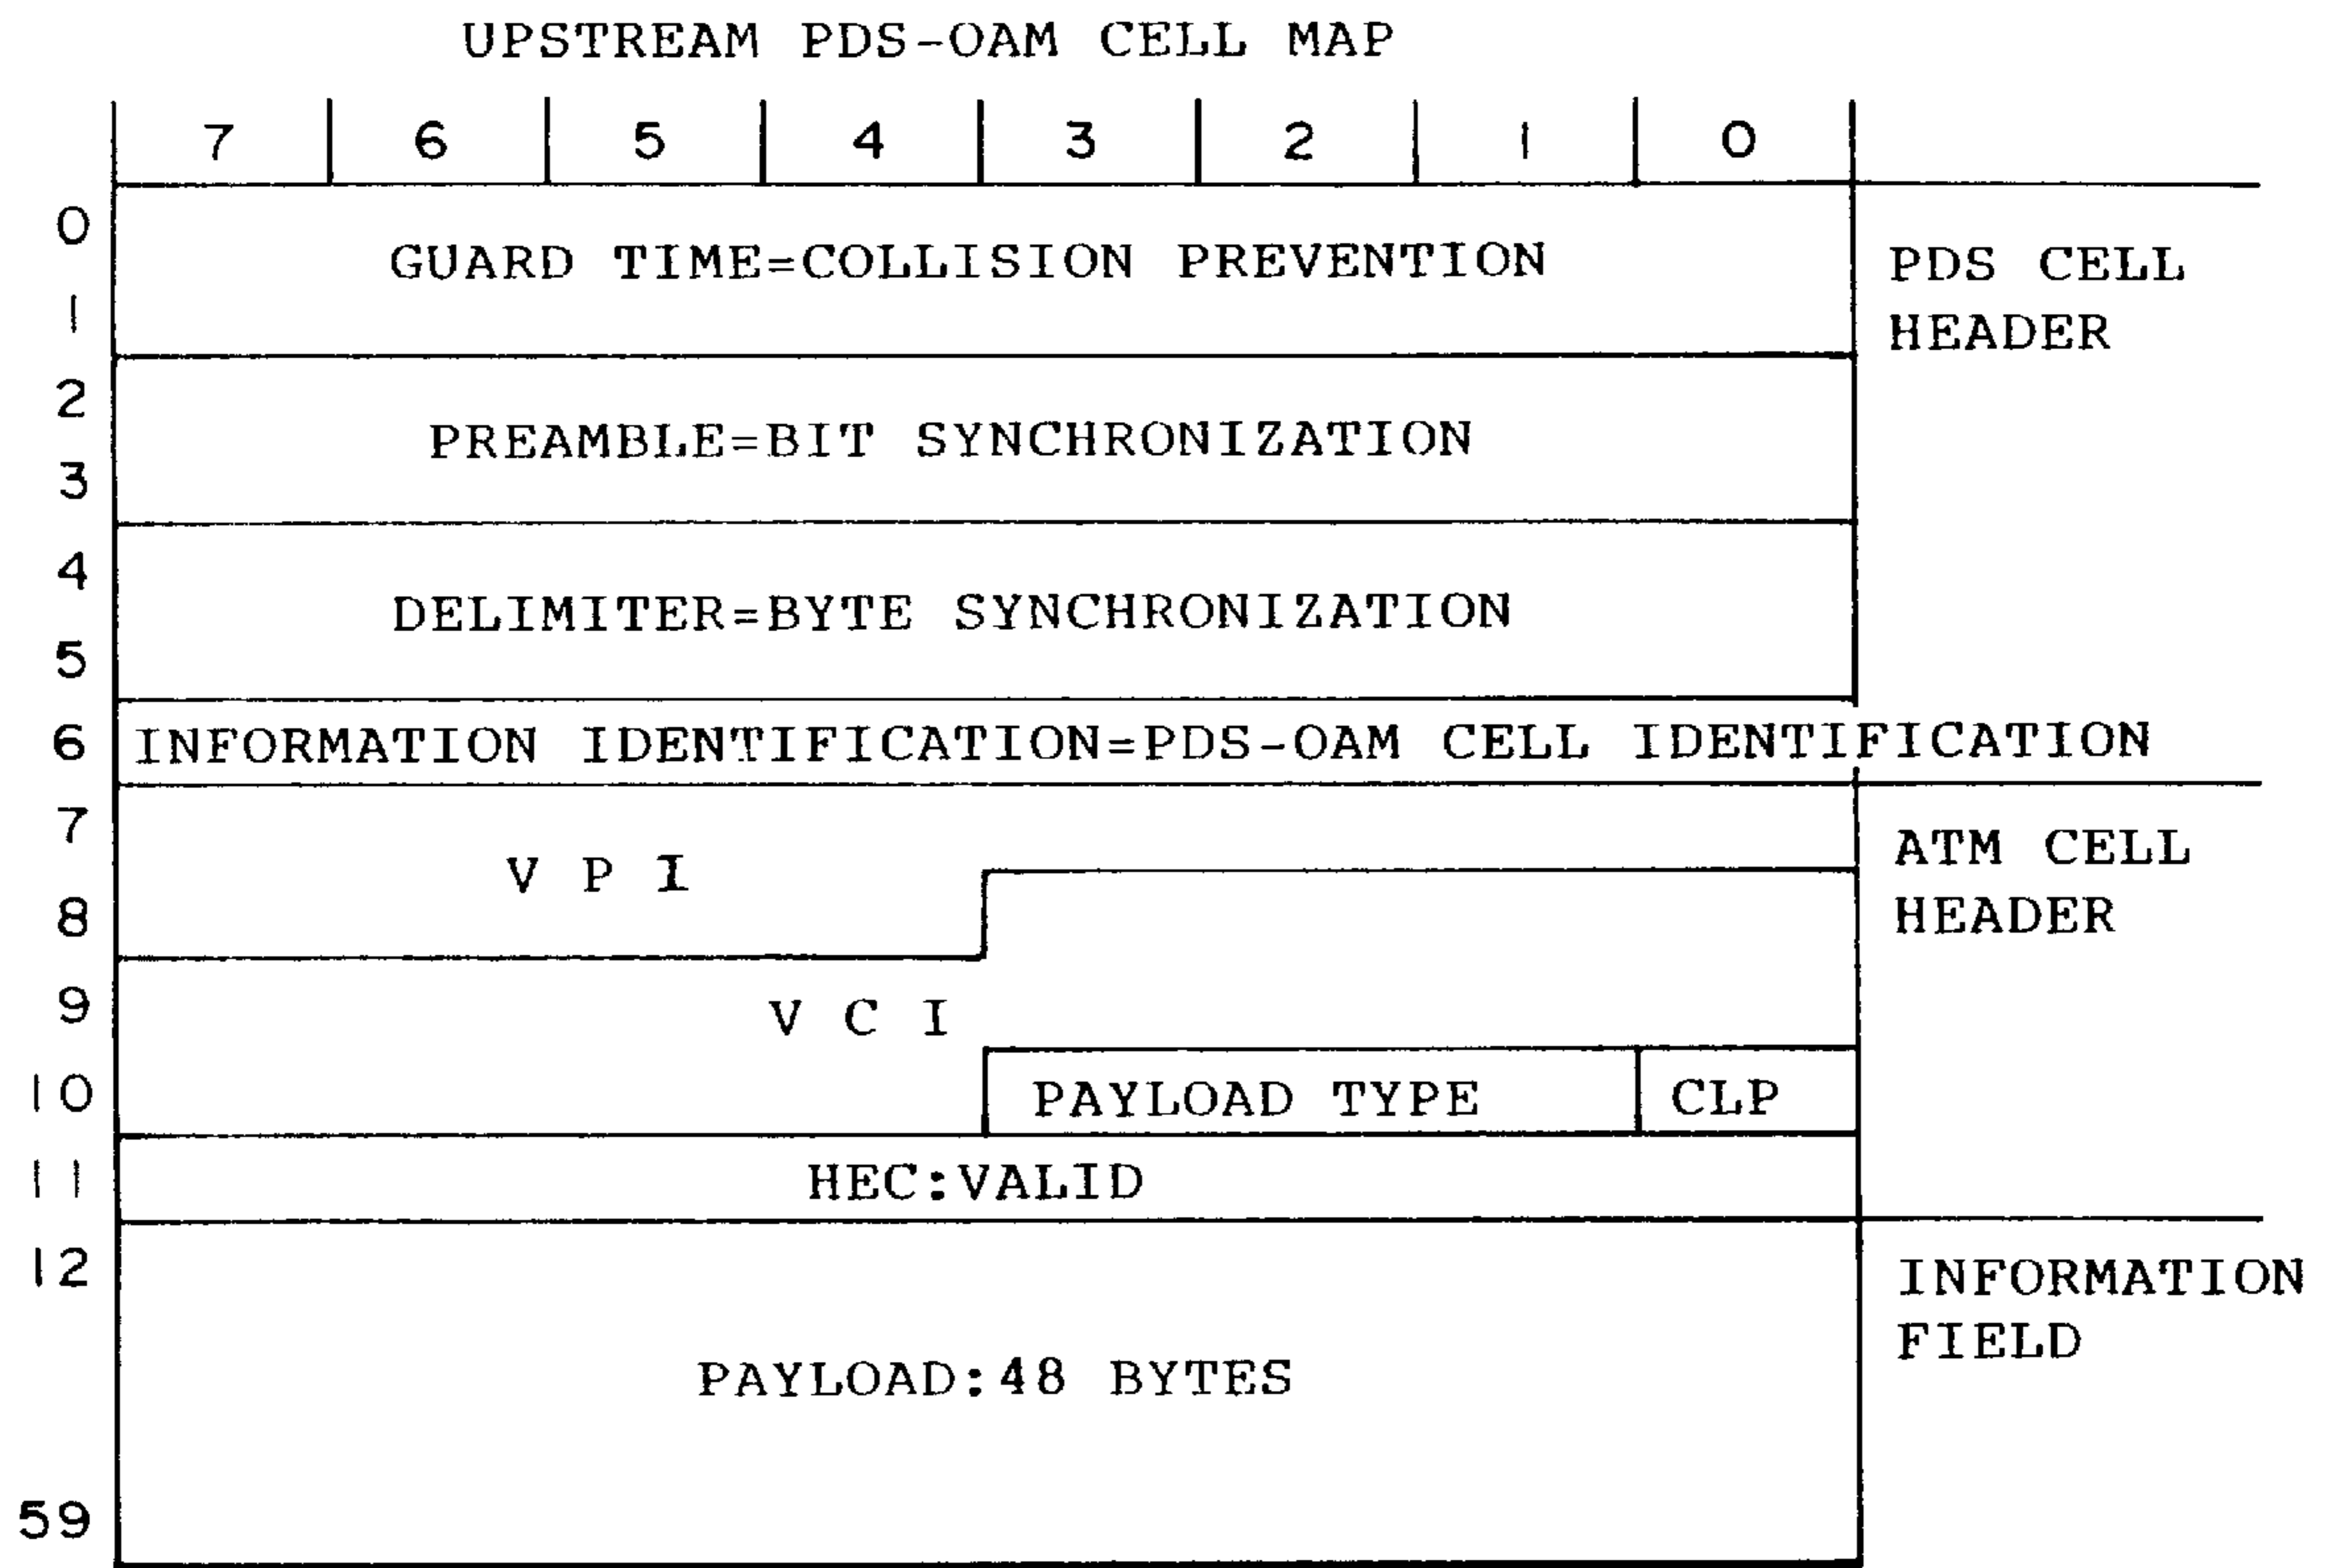 UPSTREAM PDS-OAM CELL MAP
7 6 5 4 3 2 1 0
0
GUARD TIME=COLLISION PREVENTION
PDS CELL
1
HEADER
2
PREAMBLE=BIT SYNCHRONIZATION
3
4
DELIMITER=BYTE SYNCHRONIZATION
5
6 INFORMATION IDENTIFICATION=PDS-OAM CELL IDENTIFICATION
7
ATM CELL
V P I
8
HEADER
9
V C I
10 PAYLOAD TYPE CLP
11 HEC:VALID
12
INFORMATION
FIELD
PAYLOAD:48 BYTES
59